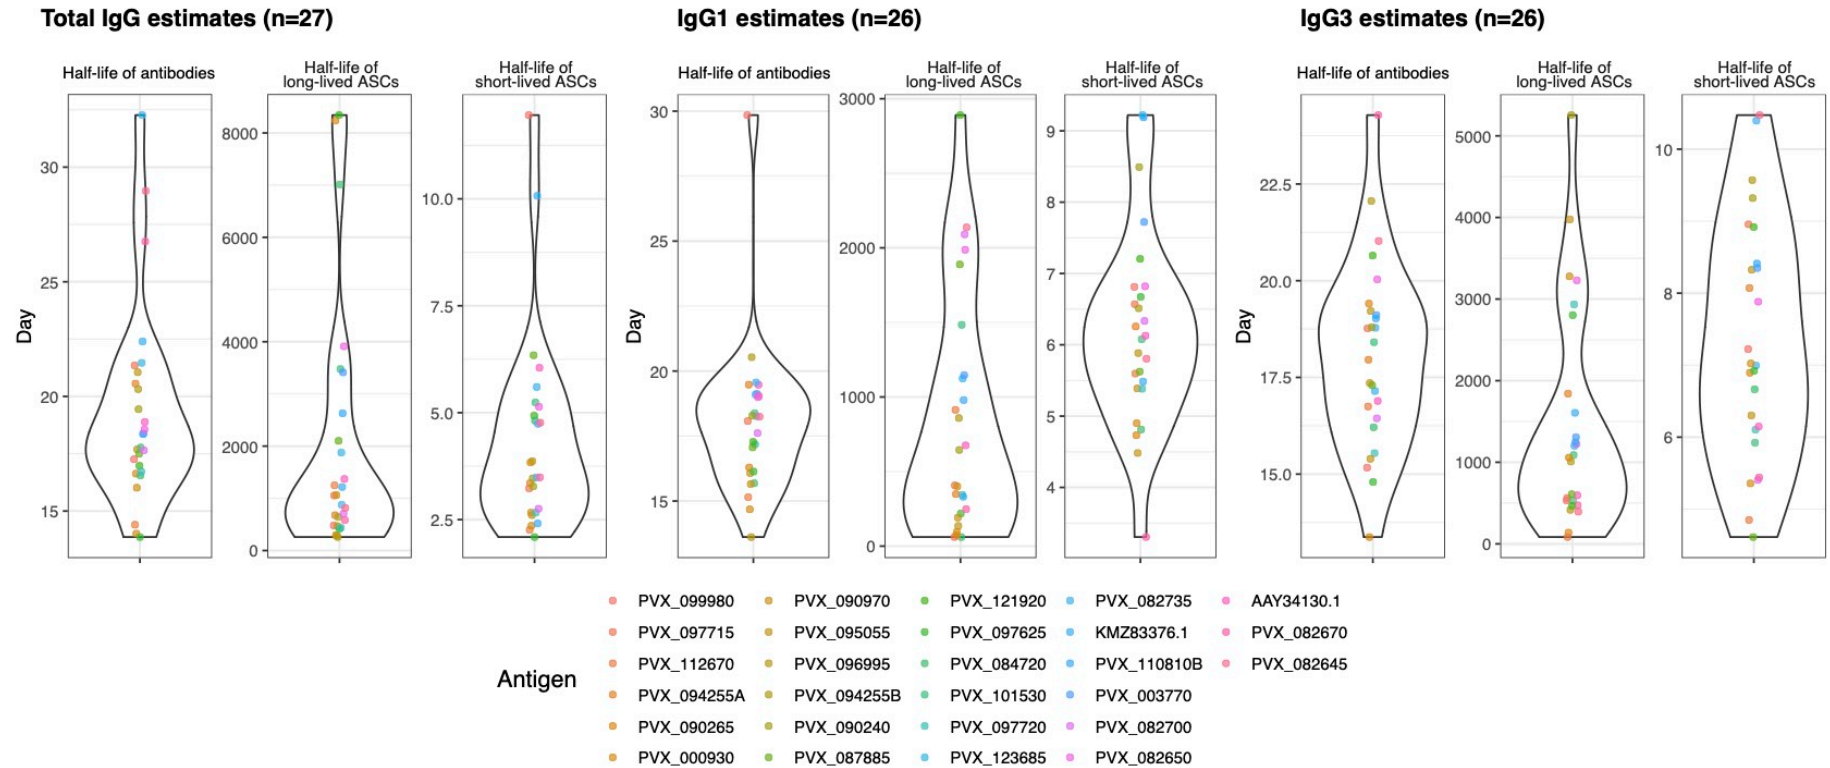 Total IgG estimates (n=27)
IgG1 estimates (n=26)
IgG3 estimates (n=26)
Half-life of antibodies
Half-life of
long-lived ASCs
Half-life of
short-lived ASCs
Half-life of antibodies
Half-life of
long-lived ASCs
Half-life of
short-lived ASCs
Half-life of antibodies
Half-life of
long-lived ASCs
Half-life of
short-lived ASCs
Day
30
25
20
15
8000
6000
4000
2000
0
10.0
7.5
5.0
2.5
Day
30
25
20
15
3000
2000
1000
0
9
8
7
6
5
4
Day
22.5
20.0
17.5
15.0
5000
4000
3000
2000
1000
0
10
8
6
Antigen
PVX_099980
PVX_097715
PVX_112670
PVX_094255A
PVX_090265
PVX_000930
PVX_090970
PVX_095055
PVX_096995
PVX_094255B
PVX_090240
PVX_087885
PVX_121920
PVX_097625
PVX_084720
PVX_101530
PVX_097720
PVX_123685
PVX_082735
KMZ83376.1
PVX_110810B
PVX_003770
PVX_082700
PVX_082650
AAY34130.1
PVX_082670
PVX_082645